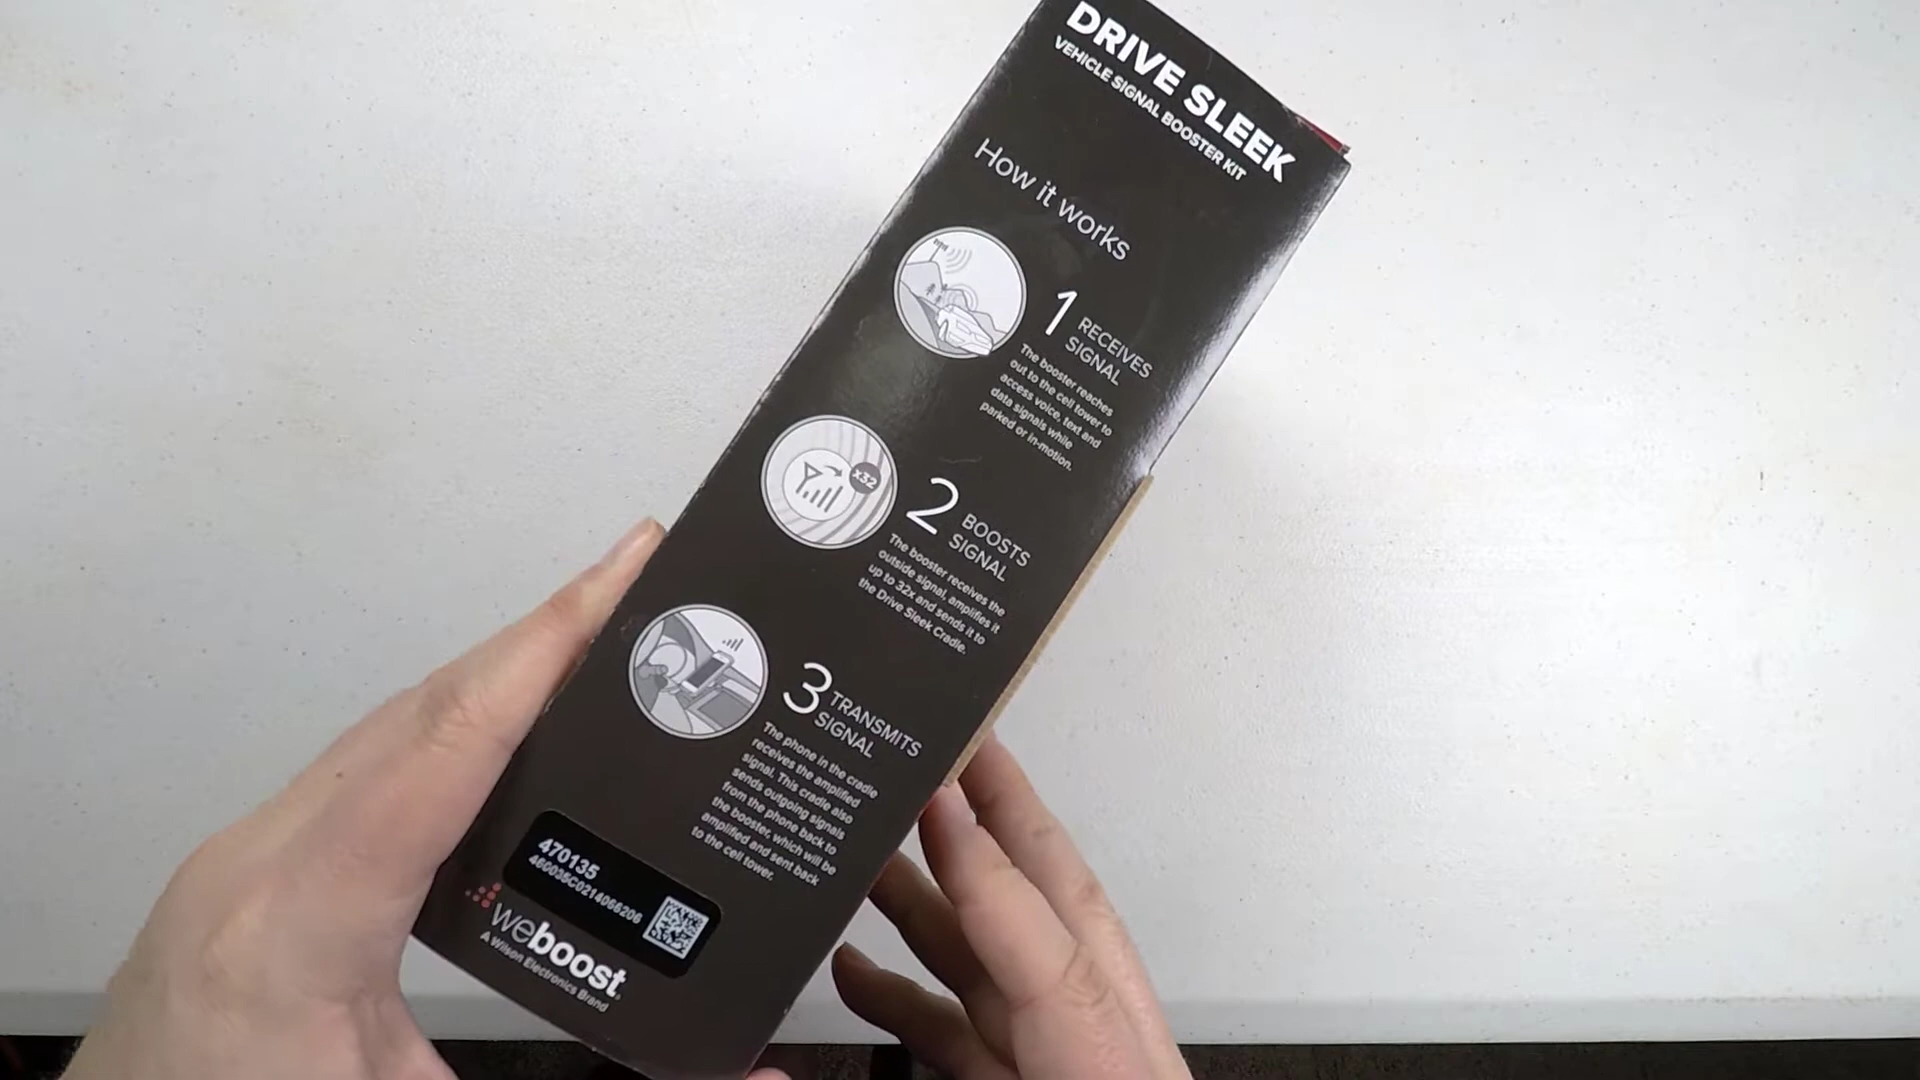 DRIVE SLEEK
VEHICLE SIGNAL BOOSTER KIT
How it works
1 RECEIVES
SIGNAL
The booster reaches
out to the cell tower to
access voice, text and
data signals while
parked or in-motion.
x32
2 BOOSTS
SIGNAL
The booster receives the
outside signal, amplifies it
up to 32x and sends it to
the Drive Sleek Cradle.
3 TRANSMITS
SIGNAL
The phone in the cradle
receives the amplified
signal. This cradle also
sends outgoing signals
from the phone back to
the booster, which will be
amplified and sent back
to the cell tower.
470135
460035C0214066206
weboost
A Wilson Electronics Brand